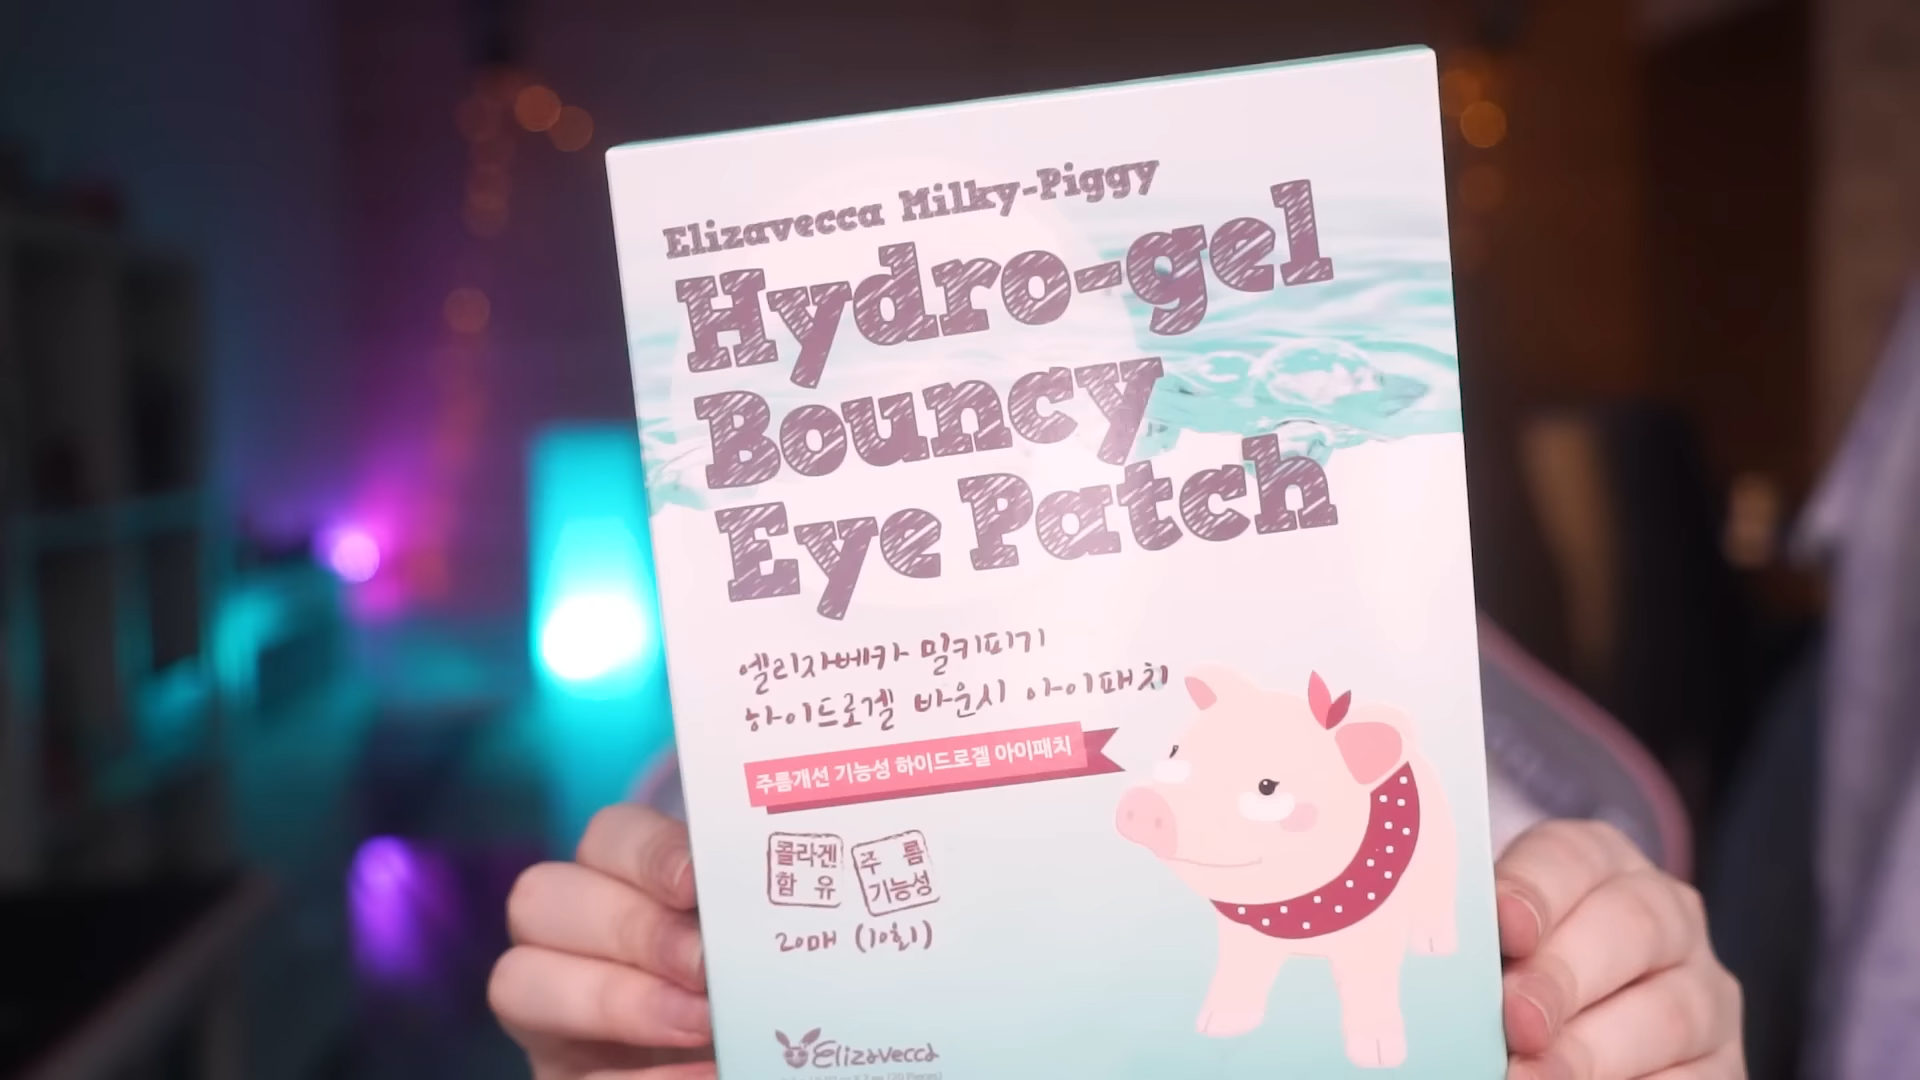 Elizavecca Milky-Piggy
Hydro-gel
Bouncy
Eye Patch
엘리자베카 밀키피기
하이드로겔 바운시 아이패치
주름개선 기능성 하이드로겔 아이패치
콜라겐
함 유
주 름
기능성
20매 (10회)
Elizavecca